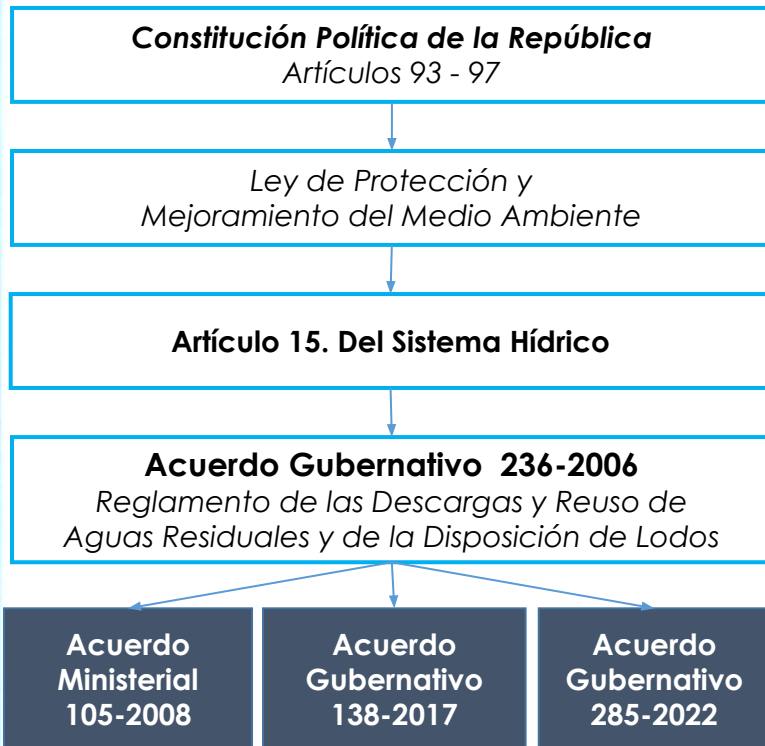 Constitución Política de la República
Artículos 93 - 97
Ley de Protección y
Mejoramiento del Medio Ambiente
Artículo 15. Del Sistema Hídrico
Acuerdo Gubernativo 236-2006
Reglamento de las Descargas y Reuso de
Aguas Residuales y de la Disposición de Lodos
Acuerdo
Ministerial
105-2008
Acuerdo
Gubernativo
138-2017
Acuerdo
Gubernativo
285-2022